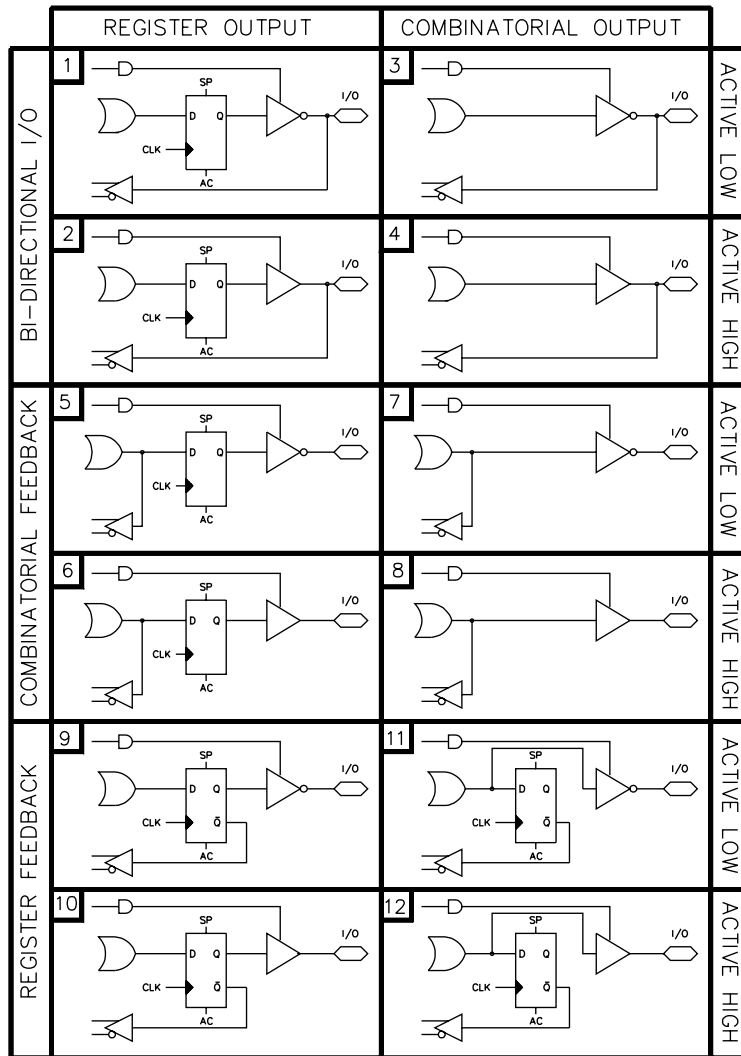 REGISTER OUTPUT
COMBINATORIAL OUTPUT
BI-DIRECTIONAL I/O
1
SP
I/O
D Q
CLK
AC
3
I/O
ACTIVE LOW
2
SP
I/O
D Q
CLK
AC
4
I/O
ACTIVE HIGH
COMBINATORIAL FEEDBACK
5
SP
I/O
D Q
CLK
AC
7
I/O
ACTIVE LOW
6
SP
I/O
D Q
CLK
AC
8
I/O
ACTIVE HIGH
REGISTER FEEDBACK
9
SP
I/O
D Q
CLK
Q̅
AC
11
SP
I/O
D Q
CLK
Q̅
AC
ACTIVE LOW
10
SP
I/O
D Q
CLK
Q̅
AC
12
SP
I/O
D Q
CLK
Q̅
AC
ACTIVE HIGH